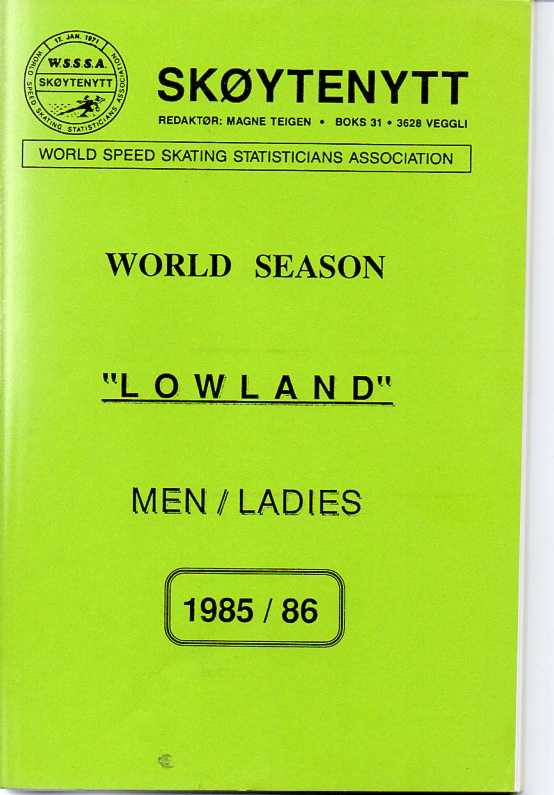 17. JAN. 1971
WORLD SPEED SKATING STATISTICIANS ASSOCIATION
W.S.S.S.A.
SKØYTENYTT
SKØYTENYTT
REDAKTØR: MAGNE TEIGEN • BOKS 31 • 3628 VEGGLI
WORLD SPEED SKATING STATISTICIANS ASSOCIATION
WORLD SEASON
"LOWLAND"
MEN / LADIES
1985 / 86